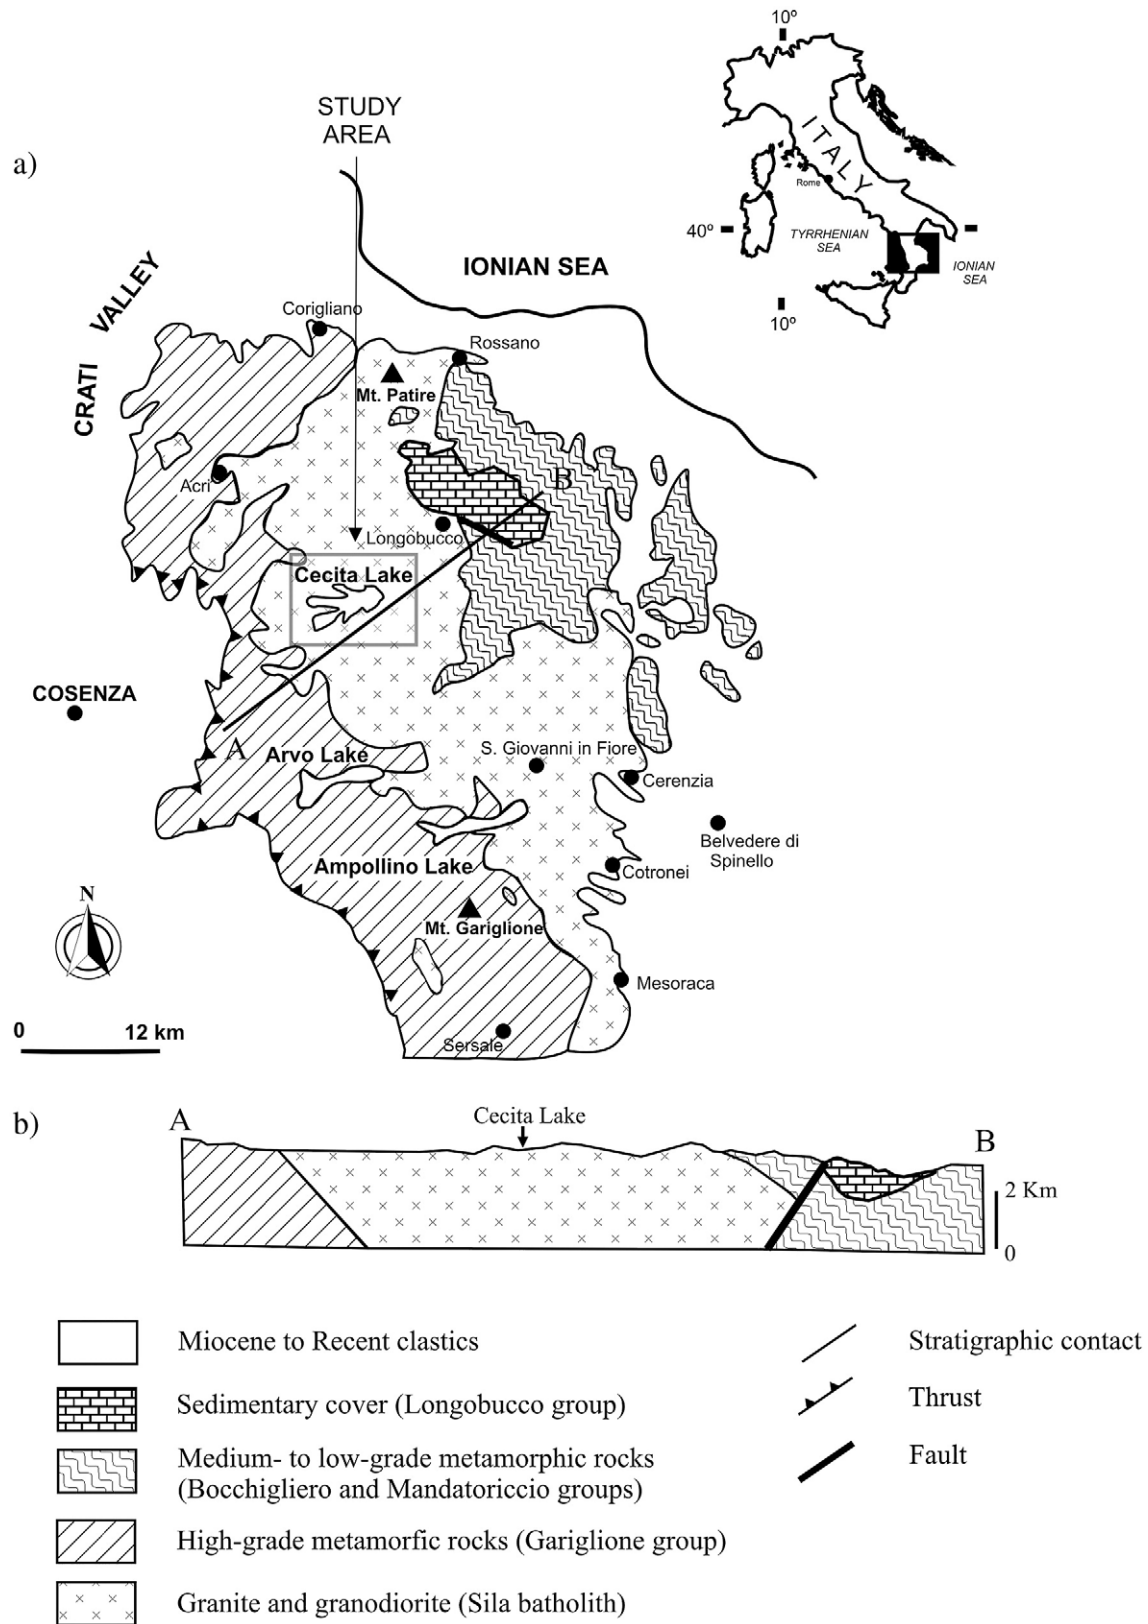 a)
STUDY
AREA
10º
ITALY
Rome
40º
TYRRHENIAN
SEA
IONIAN
SEA
10º
IONIAN SEA
CRATI VALLEY
Corigliano
Rossano
Mt. Patire
Acri
B
Longobucco
Cecita Lake
COSENZA
A
Arvo Lake
S. Giovanni in Fiore
Cerenzia
Belvedere di
Spinello
Ampollino Lake
Cotronei
Mt. Gariglione
N
Mesoraca
0 12 km
Sersale
b)
A
Cecita Lake
B
2 Km
0
Miocene to Recent clastics
Sedimentary cover (Longobucco group)
Medium- to low-grade metamorphic rocks
(Bocchigliero and Mandatoriccio groups)
High-grade metamorfic rocks (Gariglione group)
Granite and granodiorite (Sila batholith)
Stratigraphic contact
Thrust
Fault